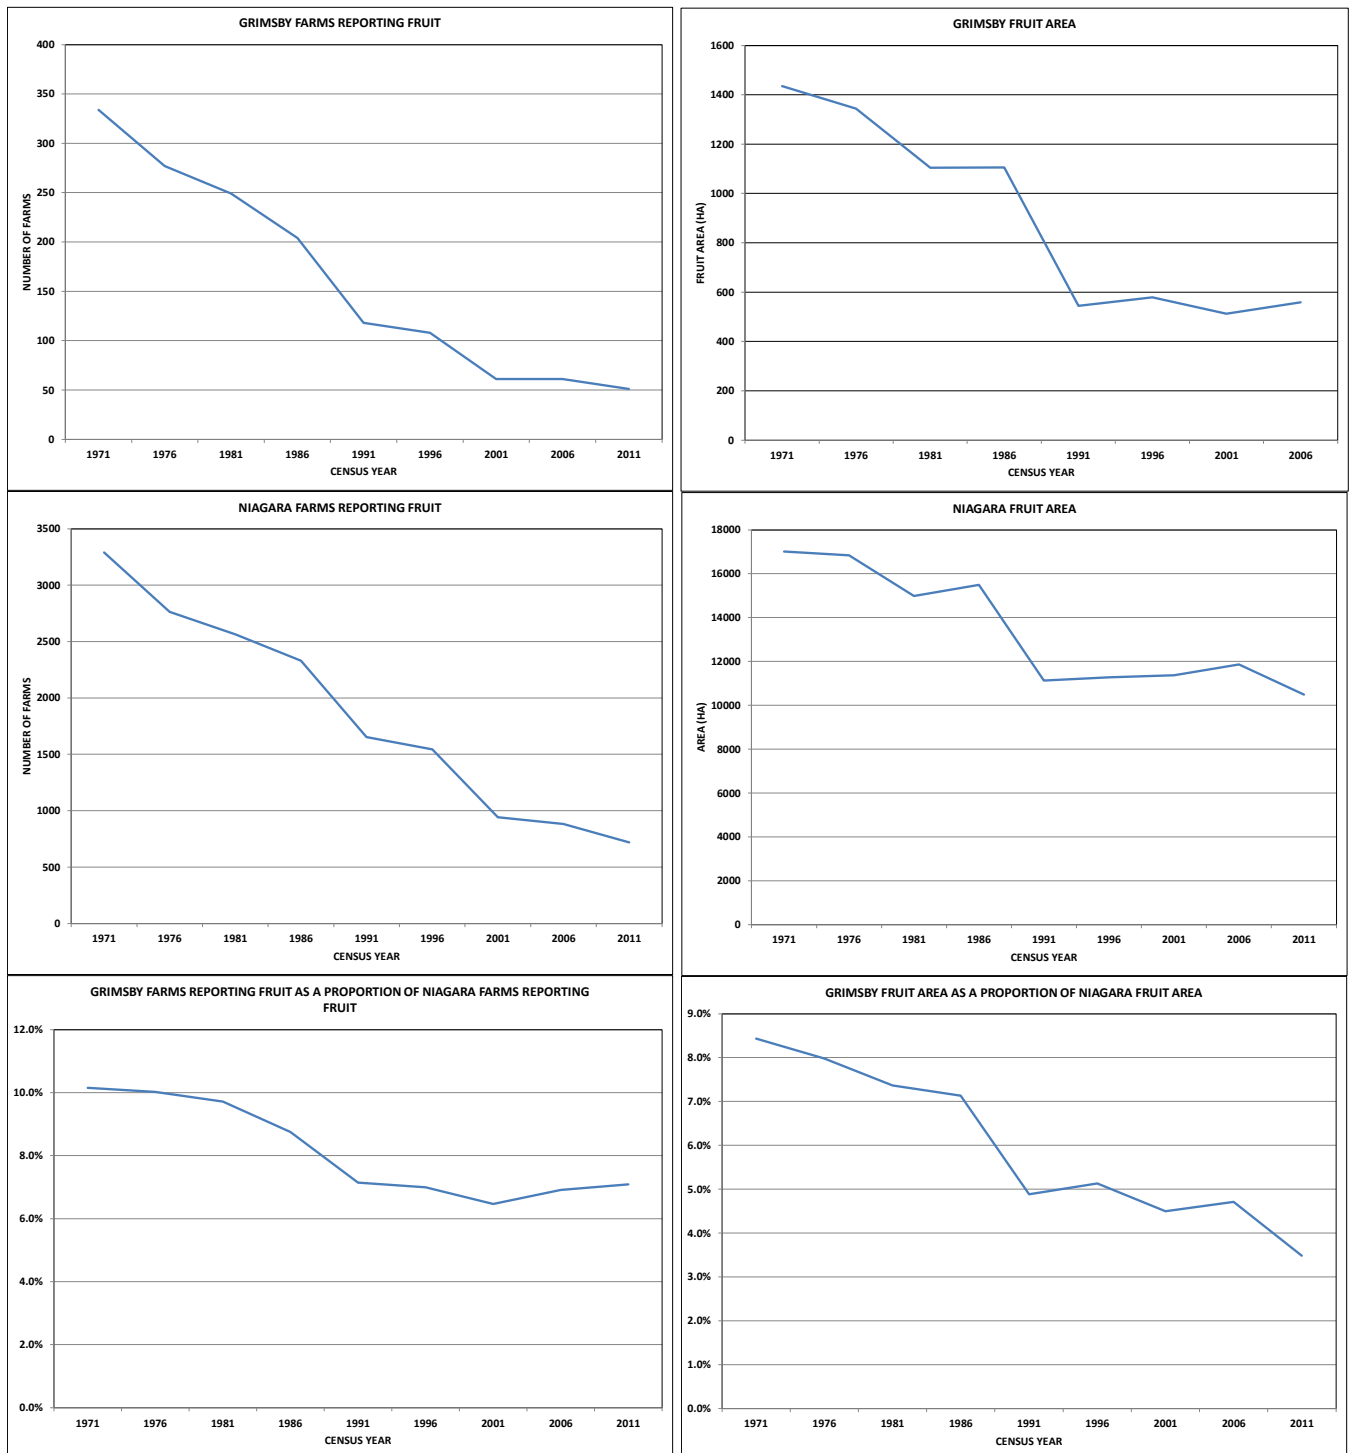 GRIMSBY FARMS REPORTING FRUIT
400
350
300
250
200
150
100
50
0
NUMBER OF FARMS
1971 1976 1981 1986 1991 1996 2001 2006 2011
CENSUS YEAR
GRIMSBY FRUIT AREA
1600
1400
1200
1000
800
600
400
200
0
FRUIT AREA (HA)
1971 1976 1981 1986 1991 1996 2001 2006
CENSUS YEAR
NIAGARA FARMS REPORTING FRUIT
3500
3000
2500
2000
1500
1000
500
0
NUMBER OF FARMS
1971 1976 1981 1986 1991 1996 2001 2006 2011
CENSUS YEAR
NIAGARA FRUIT AREA
18000
16000
14000
12000
10000
8000
6000
4000
2000
0
AREA (HA)
1971 1976 1981 1986 1991 1996 2001 2006 2011
CENSUS YEAR
GRIMSBY FARMS REPORTING FRUIT AS A PROPORTION OF NIAGARA FARMS REPORTING
FRUIT
12.0%
10.0%
8.0%
6.0%
4.0%
2.0%
0.0%
1971 1976 1981 1986 1991 1996 2001 2006 2011
CENSUS YEAR
GRIMSBY FRUIT AREA AS A PROPORTION OF NIAGARA FRUIT AREA
9.0%
8.0%
7.0%
6.0%
5.0%
4.0%
3.0%
2.0%
1.0%
0.0%
1971 1976 1981 1986 1991 1996 2001 2006 2011
CENSUS YEAR